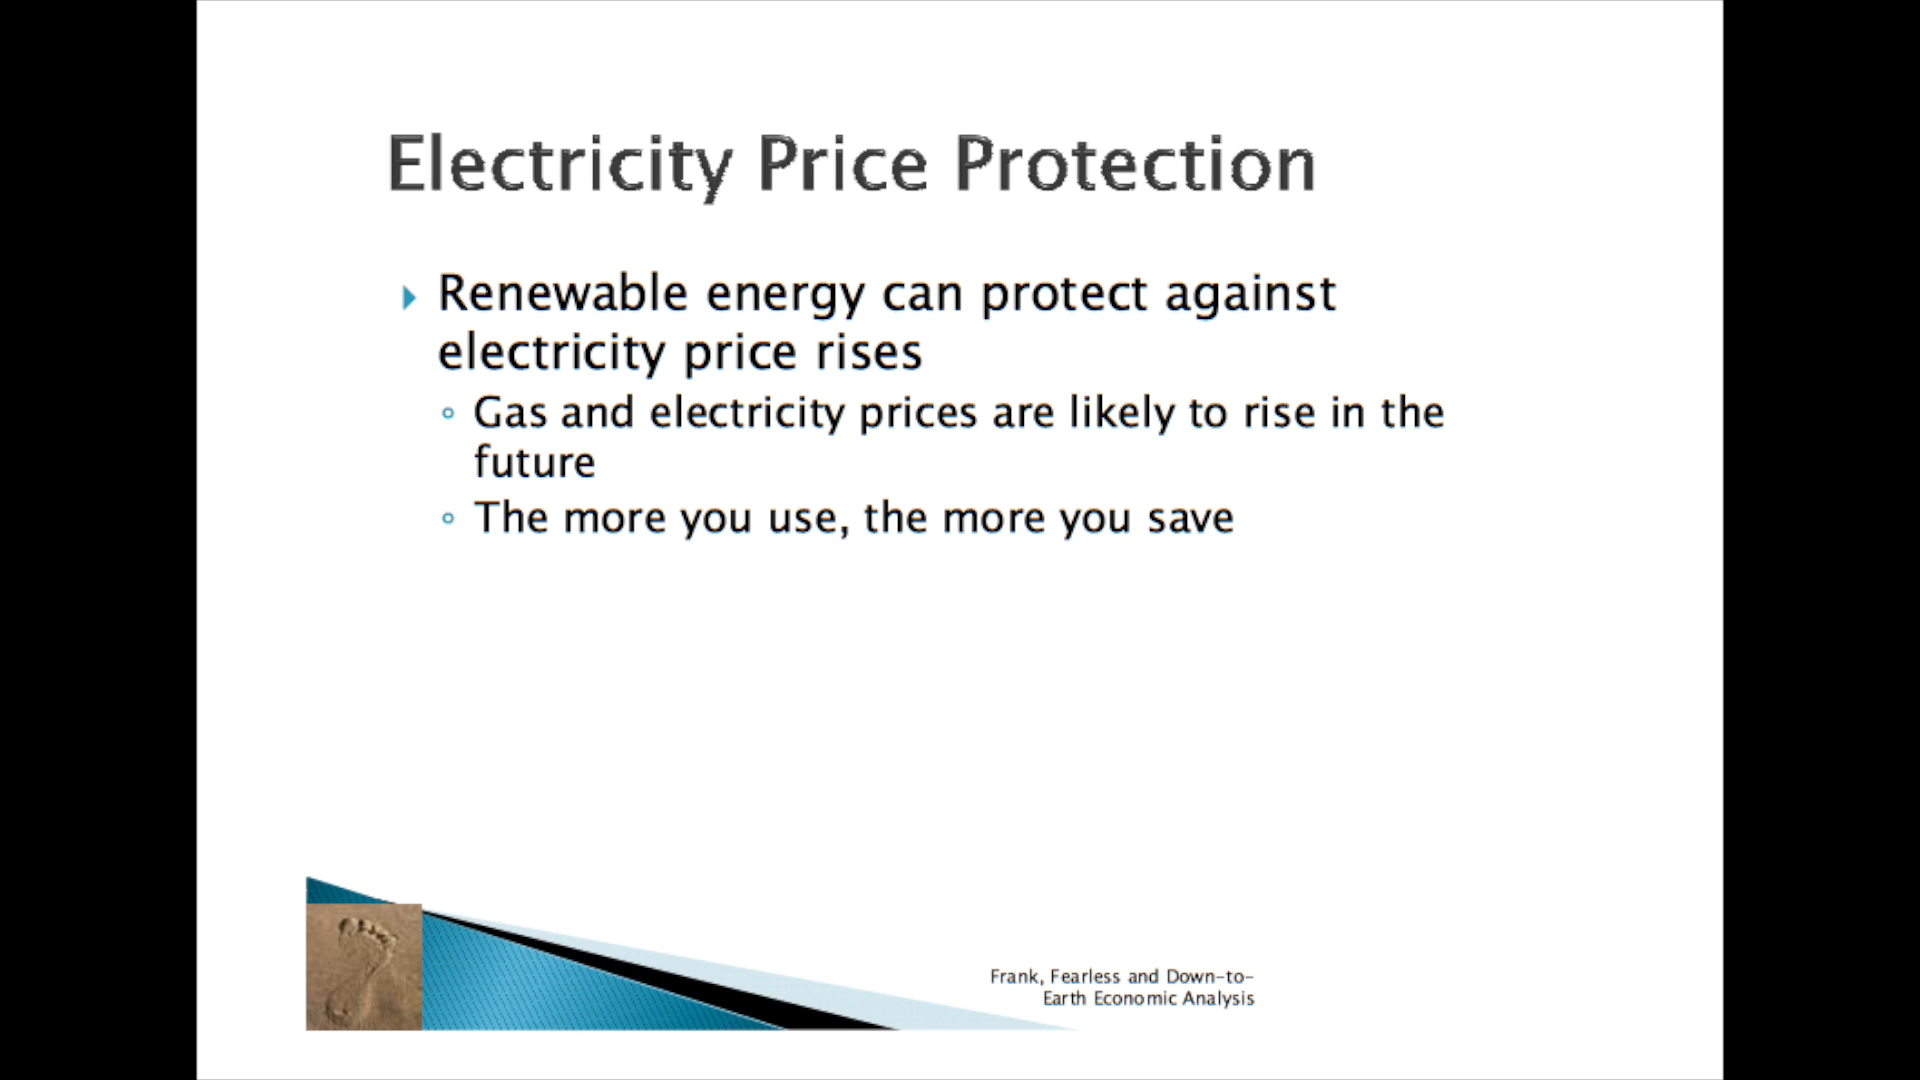 Electricity Price Protection
Renewable energy can protect against
electricity price rises
Gas and electricity prices are likely to rise in the
future
The more you use, the more you save
Frank, Fearless and Down-to-
Earth Economic Analysis